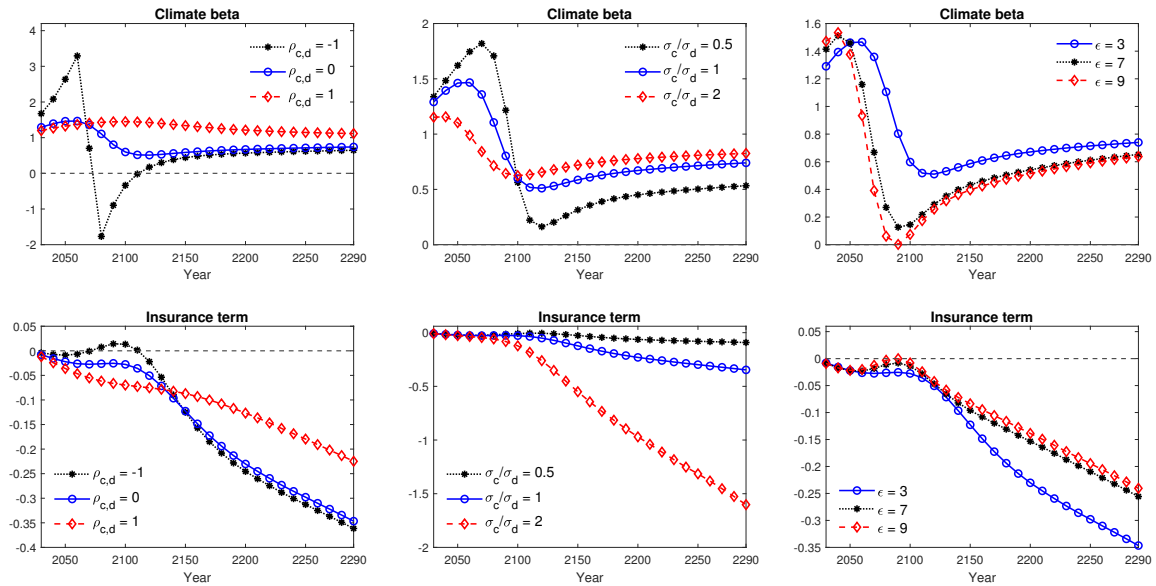 Climate beta
4
3
2
1
0
-1
-2
ρc,d = -1
ρc,d = 0
ρc,d = 1
2050 2100 2150 2200 2250 2290
Year
Climate beta
2
1.5
1
0.5
0
σc/σd = 0.5
σc/σd = 1
σc/σd = 2
2050 2100 2150 2200 2250 2290
Year
Climate beta
1.6
1.4
1.2
1
0.8
0.6
0.4
0.2
0
ϵ = 3
ϵ = 7
ϵ = 9
2050 2100 2150 2200 2250 2290
Year
Insurance term
0.05
0
-0.05
-0.1
-0.15
-0.2
-0.25
-0.3
-0.35
-0.4
ρc,d = -1
ρc,d = 0
ρc,d = 1
2050 2100 2150 2200 2250 2290
Year
Insurance term
0
-0.5
-1
-1.5
-2
σc/σd = 0.5
σc/σd = 1
σc/σd = 2
2050 2100 2150 2200 2250 2290
Year
Insurance term
0.05
0
-0.05
-0.1
-0.15
-0.2
-0.25
-0.3
-0.35
ϵ = 3
ϵ = 7
ϵ = 9
2050 2100 2150 2200 2250 2290
Year